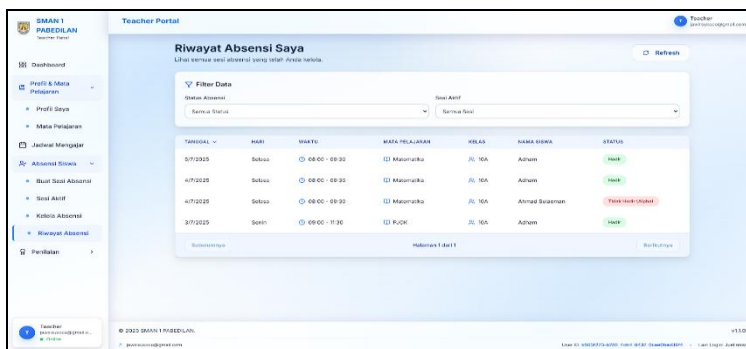 SMAN 1
PABEDILAN
Teacher Portal
Teacher Portal
Teacher
Dashboard
Profil & Mata
Pelajaran
Profil Saya
Mata Pelajaran
Jadwal Mengajar
Absensi Siswa
Buat Sesi Absensi
Sesi Aktif
Kelola Absensi
Riwayat Absensi
Penilaian
Teacher
Online
Riwayat Absensi Saya
Lihat semua sesi absensi yang telah Anda kelola.
Refresh
Filter Data
Status Absensi
Sesi Aktif
Semua Status
Semua Sesi
TANGGAL HARI WAKTU MATA PELAJARAN KELAS NAMA SISWA STATUS
5/7/2025 Selasa 08:00 - 09:30 Matematika 10A Adham Hadir
4/7/2025 Selasa 08:00 - 09:30 Matematika 10A Adham Hadir
4/7/2025 Selasa 08:00 - 09:30 Matematika 10A Ahmad Sulaeman Tidak Hadir
3/7/2025 Senin 09:00 - 11:30 PJOK 10A Adham Hadir
Sebelumnya Halaman 1 dari 1 Berikutnya
© 2025 SMAN 1 PABEDILAN.